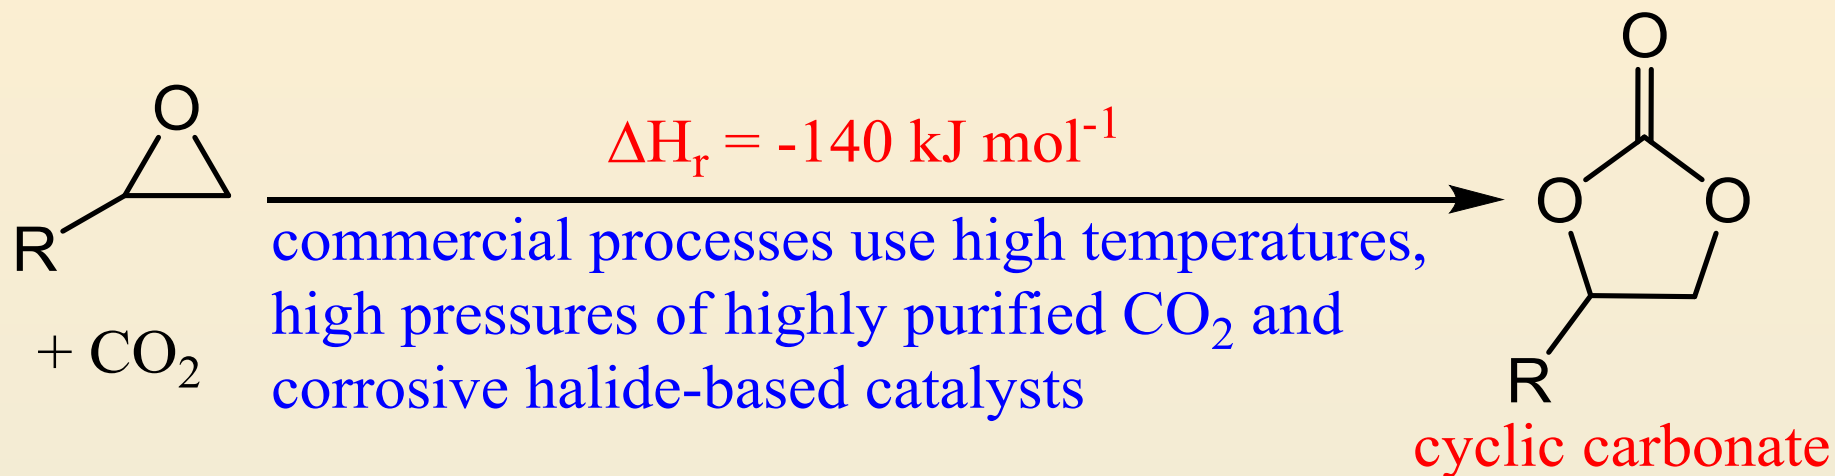 O
O
ΔHᵣ = -140 kJ mol⁻¹
R
O
O
commercial processes use high temperatures,
high pressures of highly purified CO₂ and
+ CO₂
corrosive halide-based catalysts
R
cyclic carbonate